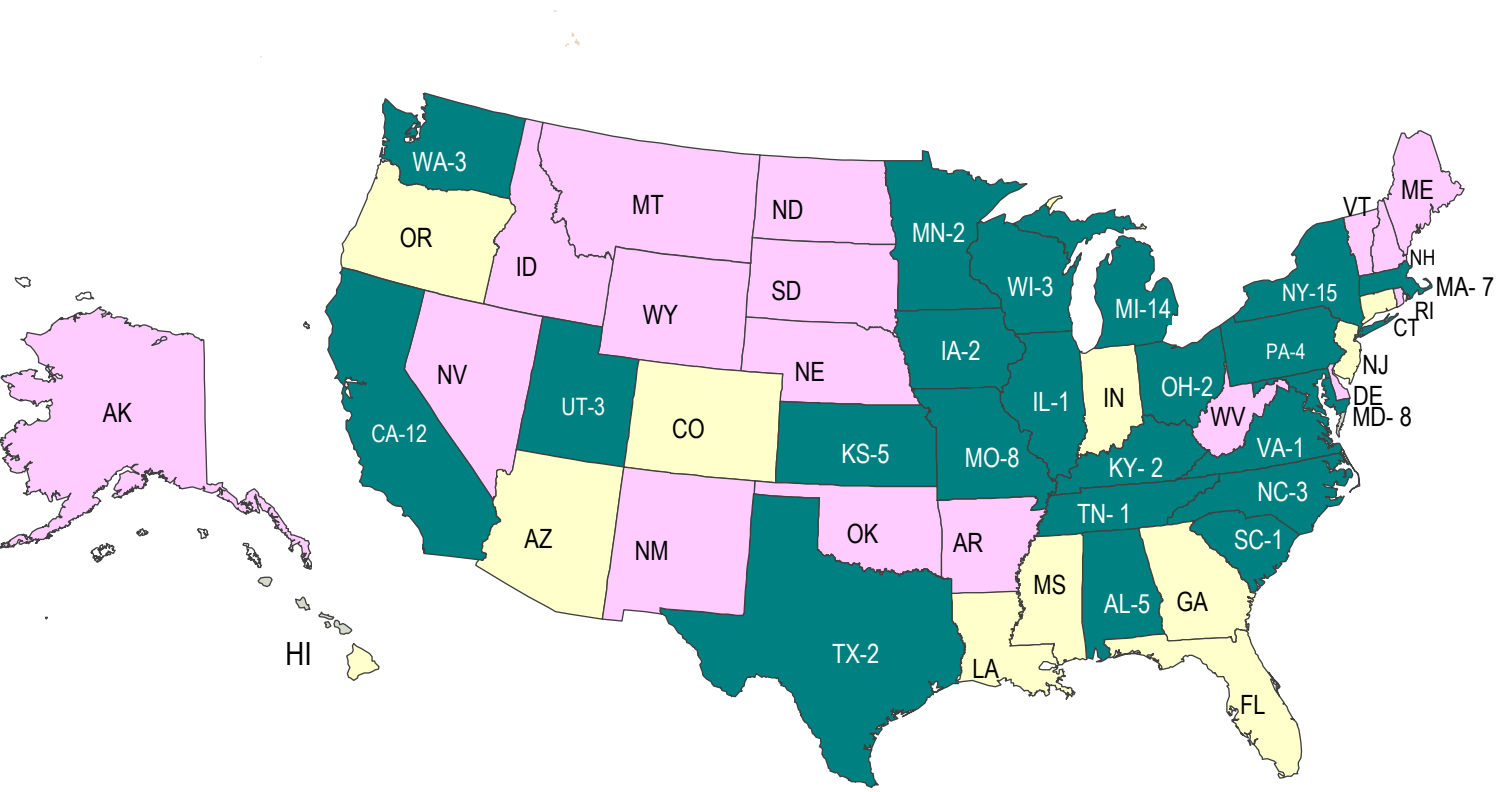 WA-3
MT
ND
MN-2
VT
ME
OR
ID
SD
WI-3
MI-14
NY-15
NH
MA- 7
WY
RI
CT
NV
UT-3
NE
IA-2
IL-1
IN
OH-2
PA-4
NJ
DE
MD- 8
AK
CA-12
CO
KS-5
MO-8
KY- 2
WV
VA-1
AZ
NM
OK
AR
TN- 1
NC-3
SC-1
HI
TX-2
LA
MS
AL-5
GA
FL